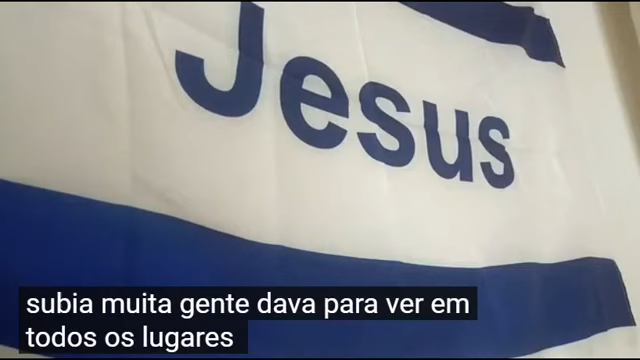 Jesus
subia muita gente dava para ver em
todos os lugares